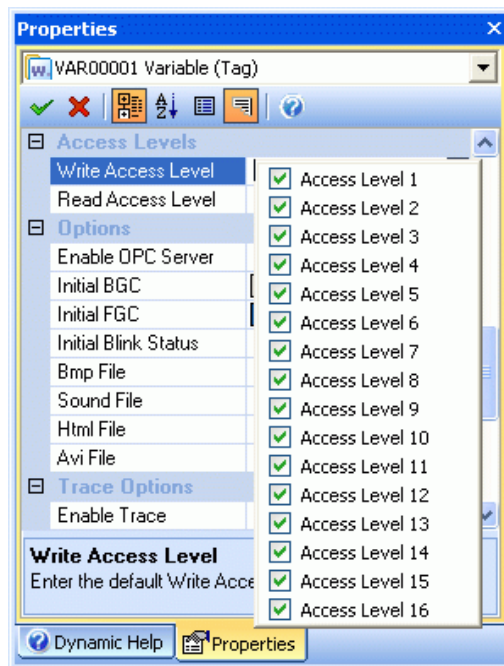 Properties
VAR00001 Variable (Tag)
Access Levels
Write Access Level
Read Access Level
Options
Enable OPC Server
Initial BGC
Initial FGC
Initial Blink Status
Bmp File
Sound File
Html File
Avi File
Trace Options
Enable Trace
Access Level 1
Access Level 2
Access Level 3
Access Level 4
Access Level 5
Access Level 6
Access Level 7
Access Level 8
Access Level 9
Access Level 10
Access Level 11
Access Level 12
Access Level 13
Access Level 14
Access Level 15
Access Level 16
Write Access Level
Enter the default Write Acce
Dynamic Help
Properties